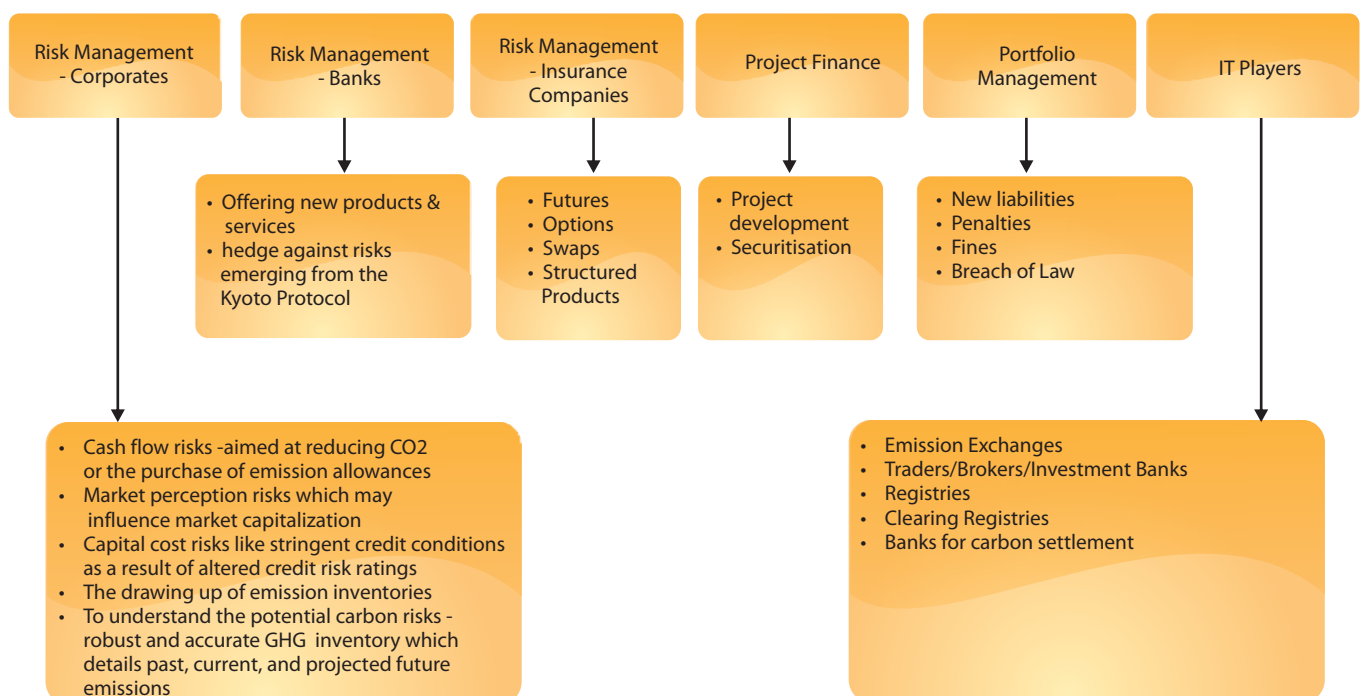 Risk Management
- Corporates
Risk Management
- Banks
Risk Management
- Insurance
Companies
Project Finance
Portfolio
Management
IT Players
• Offering new products &
services
• hedge against risks
emerging from the
Kyoto Protocol
• Futures
• Options
• Swaps
• Structured
Products
• Project
development
• Securitisation
• New liabilities
• Penalties
• Fines
• Breach of Law
• Cash flow risks -aimed at reducing CO2
or the purchase of emission allowances
• Market perception risks which may
influence market capitalization
• Capital cost risks like stringent credit conditions
as a result of altered credit risk ratings
• The drawing up of emission inventories
• To understand the potential carbon risks -
robust and accurate GHG inventory which
details past, current, and projected future
emissions
• Emission Exchanges
• Traders/Brokers/Investment Banks
• Registries
• Clearing Registries
• Banks for carbon settlement